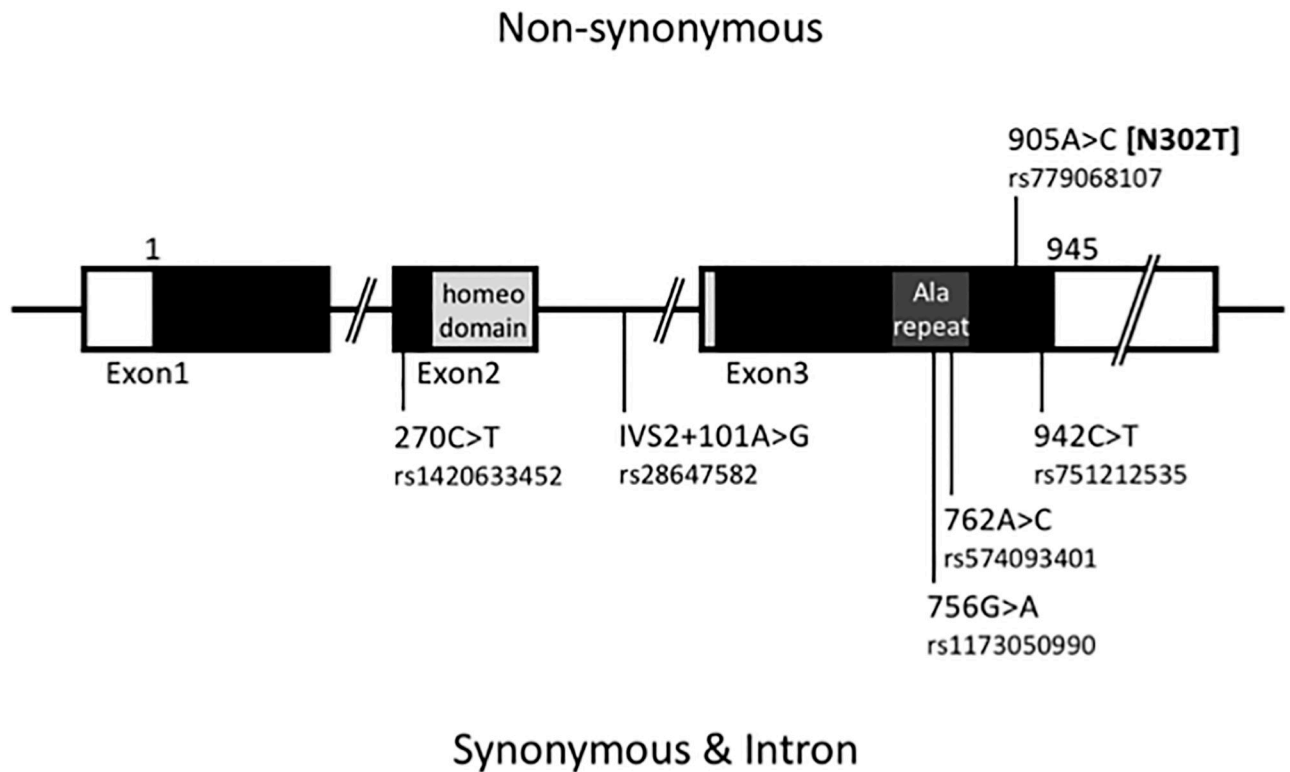 Non-synonymous
905A>C [N302T]
rs779068107
1
945
homeo
domain
Ala
repeat
Exon1
Exon2
Exon3
270C>T
rs1420633452
IVS2+101A>G
rs28647582
942C>T
rs751212535
762A>C
rs574093401
756G>A
rs1173050990
Synonymous & Intron